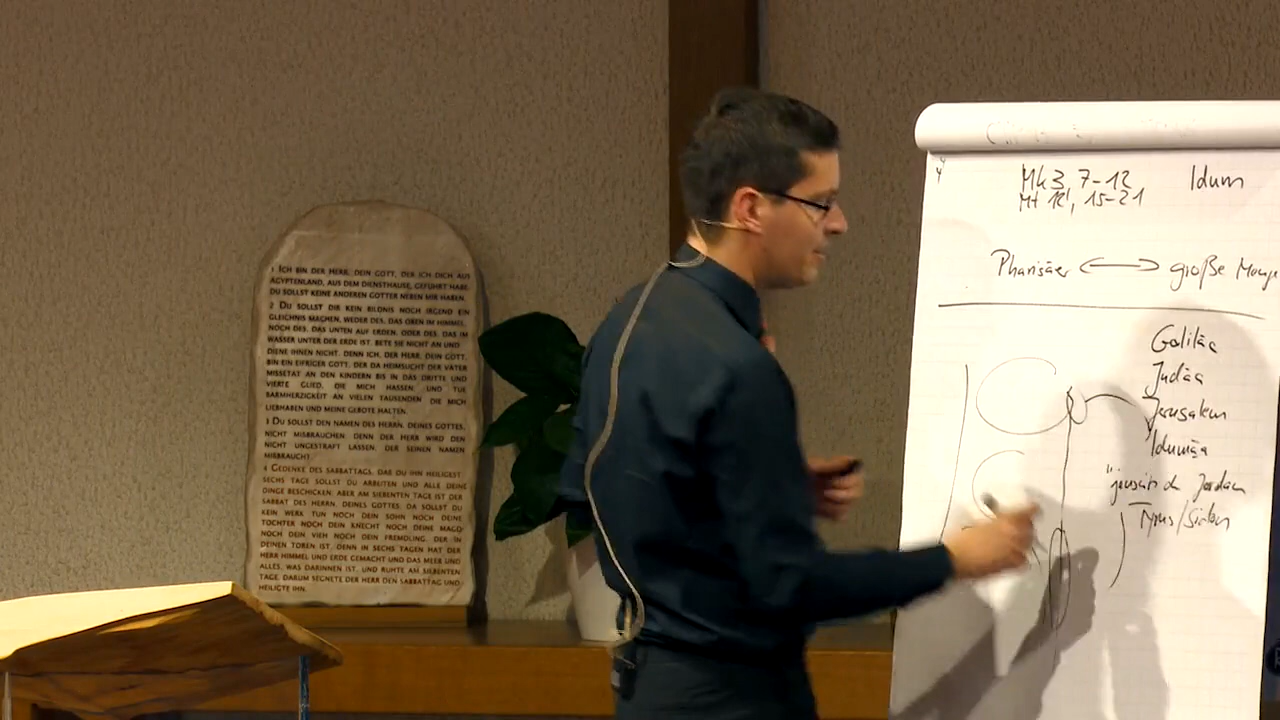 1 ICH BIN DER HERR, DEIN GOTT, DER ICH DICH AUS
ÄGYPTENLAND, AUS DEM DIENSTHAUSE, GEFÜHRT HABE.
DU SOLLST KEINE ANDEREN GÖTTER NEBEN MIR HABEN.
2 DU SOLLST DIR KEIN BILDNIS NOCH IRGEND EIN
GLEICHNIS MACHEN, WEDER DES, DAS OBEN IM HIMMEL,
NOCH DES, DAS UNTEN AUF ERDEN, ODER DES, DAS IM
WASSER UNTER DER ERDE IST. BETE SIE NICHT AN UND
DIENE IHNEN NICHT. DENN ICH, DER HERR, DEIN GOTT,
BIN EIN EIFRIGER GOTT, DER DA HEIMSUCHT DER VÄTER
MISSETAT AN DEN KINDERN BIS IN DAS DRITTE UND
VIERTE GLIED, DIE MICH HASSEN, UND TUE
BARMHERZIGKEIT AN VIELEN TAUSENDEN DIE MICH
LIEBHABEN UND MEINE GEBOTE HALTEN.
3 DU SOLLST DEN NAMEN DES HERRN, DEINES GOTTES,
NICHT MISBRAUCHEN DENN DER HERR WIRD DEN
NICHT UNGESTRAFT LASSEN, DER SEINEN NAMEN
MIEBRAUCHT.
4 GEDENKE DES SABBATTAGS, DAß DU IHN HEILIGEST.
SECHS TAGE SOLLST DU ARBEITEN UND ALLE DEINE
DINGE BESCHICKEN. ABER AM SIEBENTEN TAGE IST DER
SABBAT DES HERRN, DEINES GOTTES. DA SOLLST DU
KEIN WERK TUN NOCH DEIN SOHN NOCH DEINE
TOCHTER NOCH DEIN KNECHT NOCH DEINE MAGD
NOCH DEIN VIEH NOCH DEIN FREMDLING, DER IN
DEINEN TOREN IST. DENN IN SECHS TAGEN HAT DER
HERR HIMMEL UND ERDE GEMACHT UND DAS MEER UND
ALLES, WAS DARINNEN IST, UND RUHTE AM SIEBENTEN
TAGE. DARUM SEGNETE DER HERR DEN SABBATTAG UND
HEILIGTE IHN.
Mk 3, 7-12 Idum
Mt 12, 15-21
Pharisäer große Menge
Galiläa
Judäa
Jerusalem
Idumäa
"jenseits des Jordan
Tyrus/Sidon